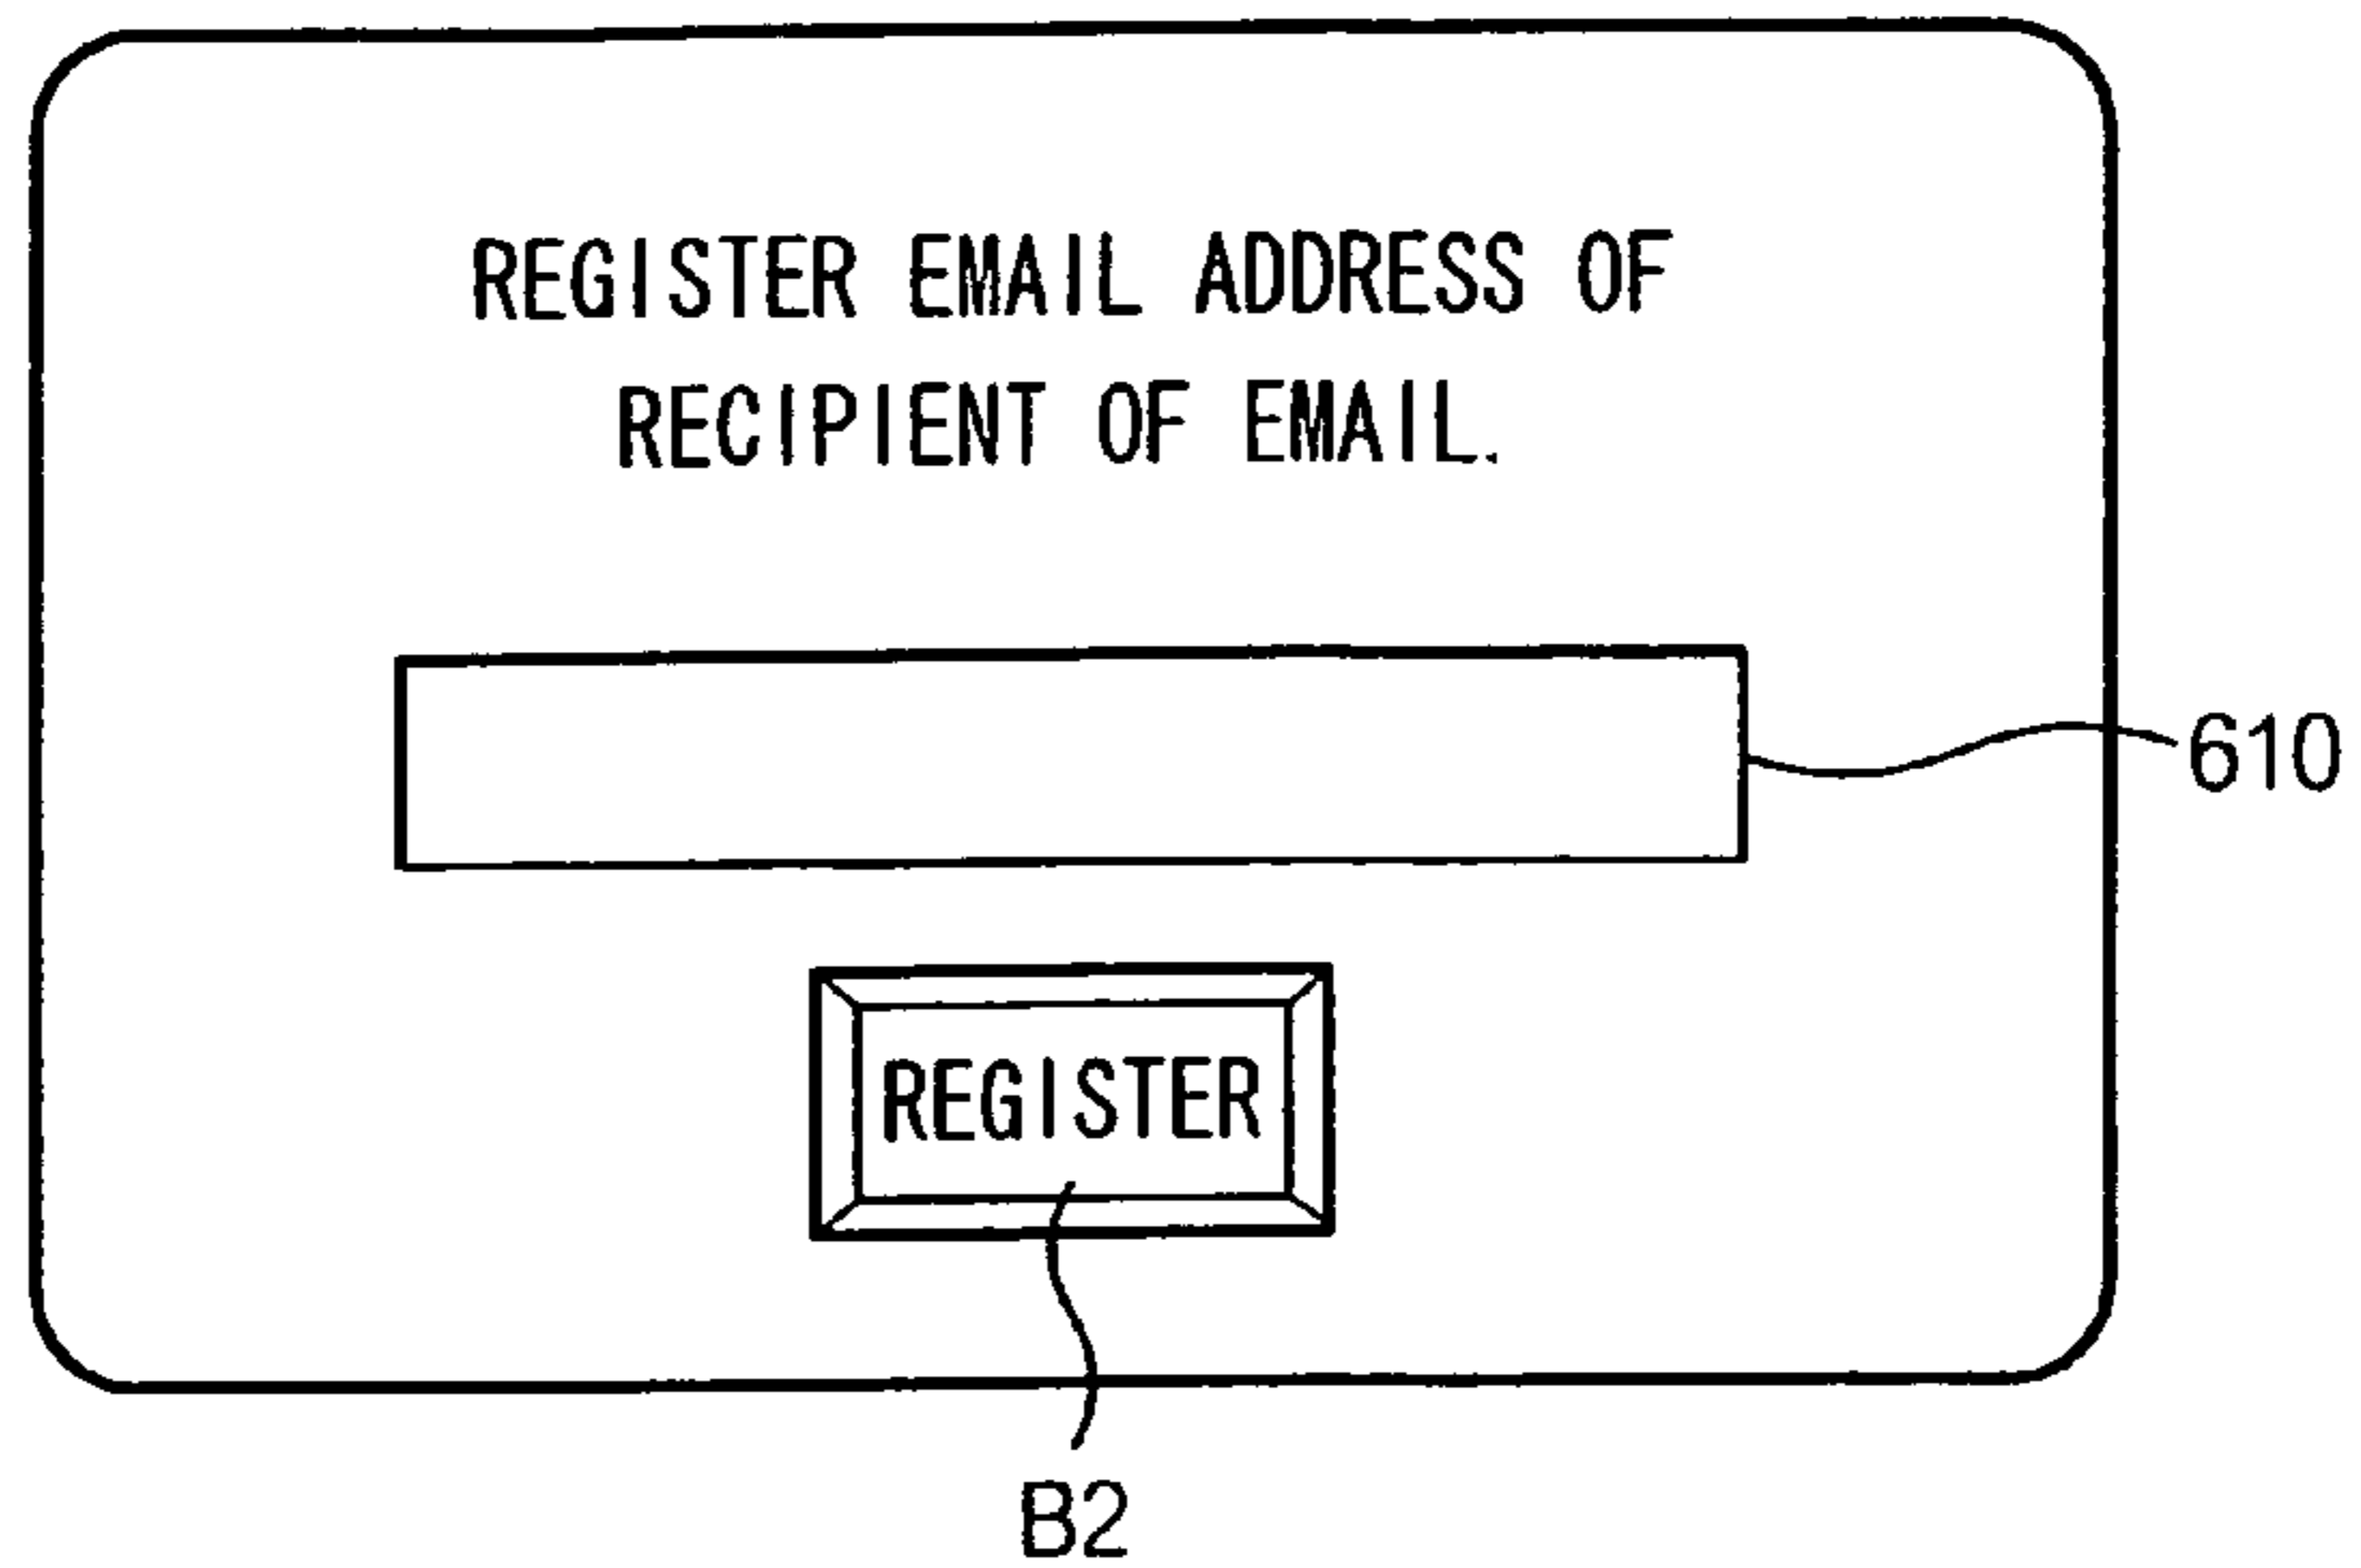 REGISTER EMAIL ADDRESS OF
RECIPIENT OF EMAIL.
610
REGISTER
B2